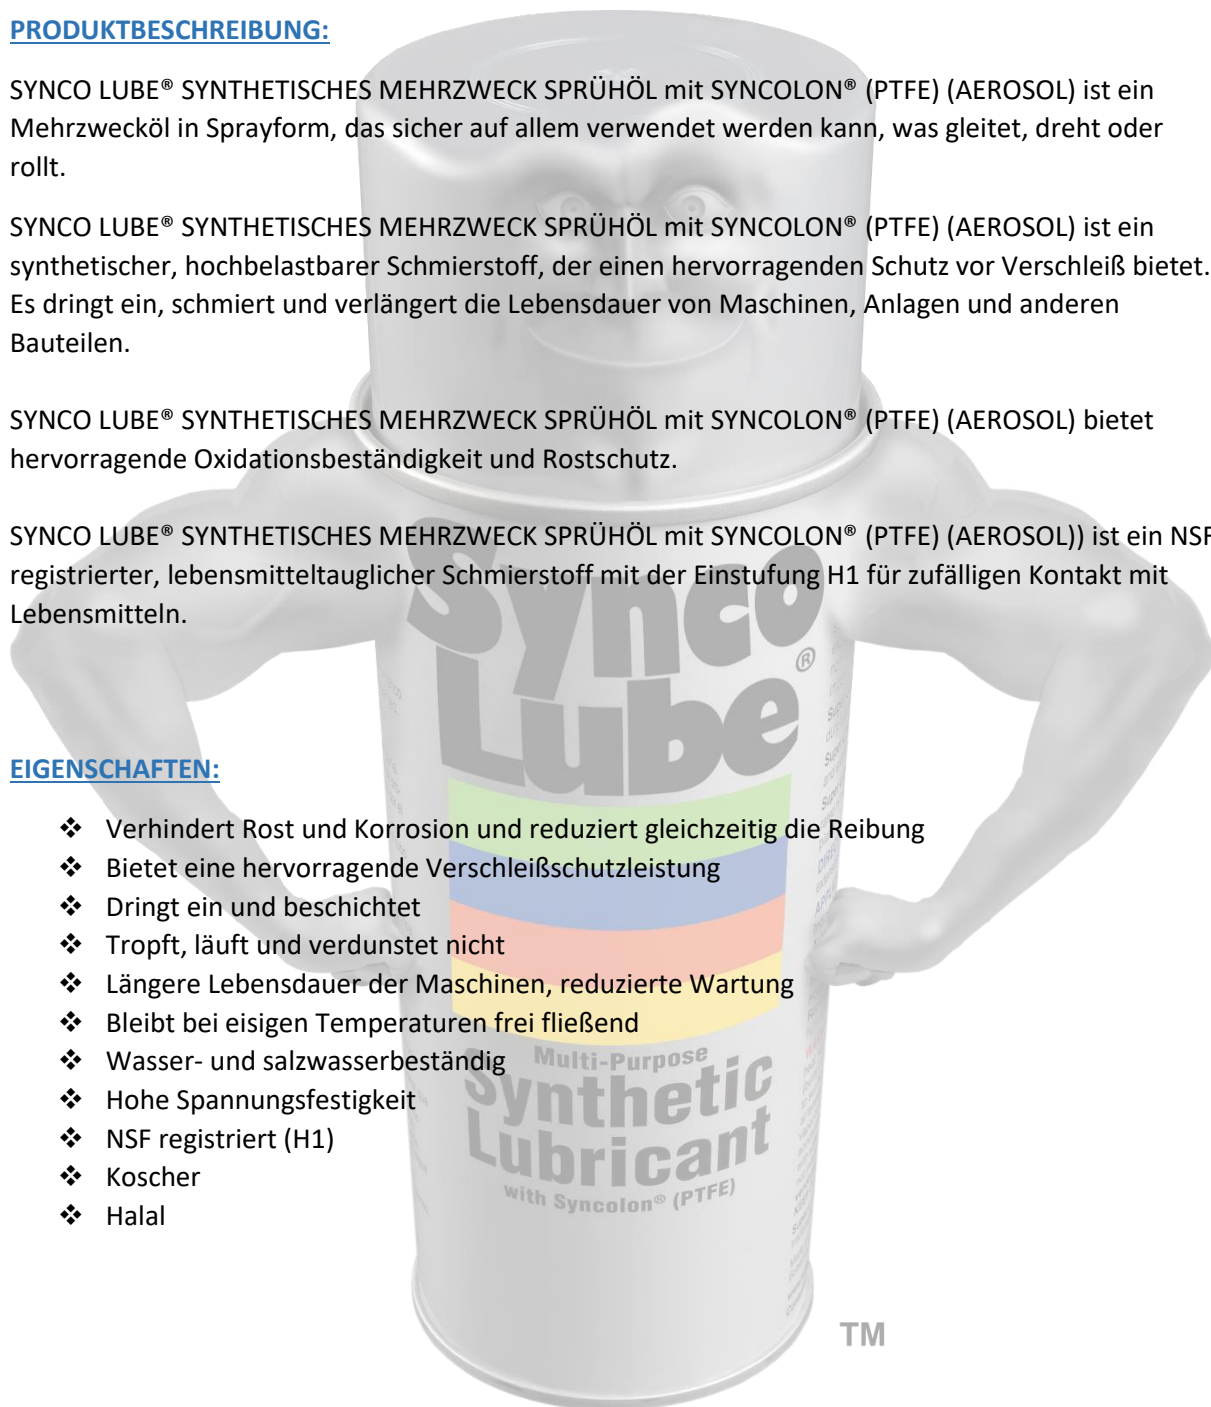 PRODUKTBESCHREIBUNG:
SYNCO LUBE® SYNTHETISCHES MEHRZWECK SPRÜHÖL mit SYNCOLON® (PTFE) (AEROSOL) ist ein
Mehrzwecköl in Sprayform, das sicher auf allem verwendet werden kann, was gleitet, dreht oder
rollt.
SYNCO LUBE® SYNTHETISCHES MEHRZWECK SPRÜHÖL mit SYNCOLON® (PTFE) (AEROSOL) ist ein
synthetischer, hochbelastbarer Schmierstoff, der einen hervorragenden Schutz vor Verschleiß bietet.
Es dringt ein, schmiert und verlängert die Lebensdauer von Maschinen, Anlagen und anderen
Bauteilen.
SYNCO LUBE® SYNTHETISCHES MEHRZWECK SPRÜHÖL mit SYNCOLON® (PTFE) (AEROSOL) bietet
hervorragende Oxidationsbeständigkeit und Rostschutz.
SYNCO LUBE® SYNTHETISCHES MEHRZWECK SPRÜHÖL mit SYNCOLON® (PTFE) (AEROSOL)) ist ein NSF
registrierter, lebensmitteltauglicher Schmierstoff mit der Einstufung H1 für zufälligen Kontakt mit
Lebensmitteln.
Synco
Lube®
EIGENSCHAFTEN:
❖ Verhindert Rost und Korrosion und reduziert gleichzeitig die Reibung
❖ Bietet eine hervorragende Verschleißschutzleistung
❖ Dringt ein und beschichtet
❖ Tropft, läuft und verdunstet nicht
❖ Längere Lebensdauer der Maschinen, reduzierte Wartung
❖ Bleibt bei eisigen Temperaturen frei fließend
❖ Wasser- und salzwasserbeständig
❖ Hohe Spannungsfestigkeit
❖ NSF registriert (H1)
❖ Koscher
❖ Halal
Multi-Purpose
Synthetic
Lubricant
with Syncolon® (PTFE)
TM